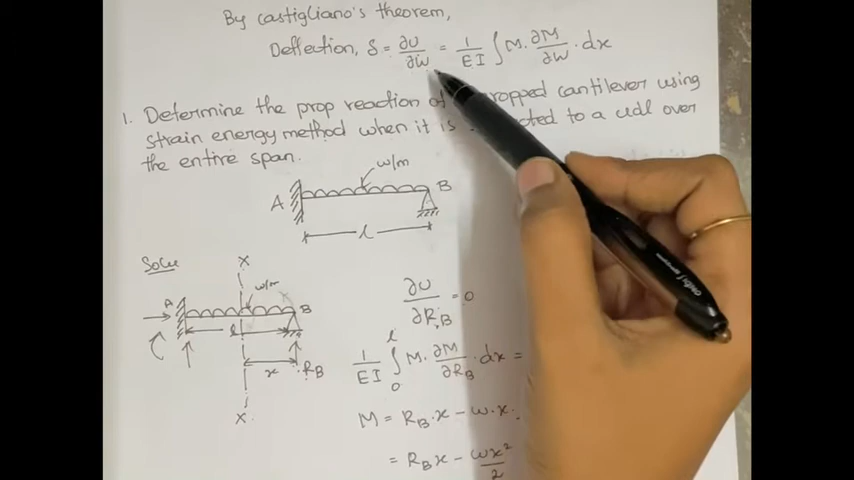 By castigliano's theorem,
Deflection, δ = ∂U/∂W = 1/EI ∫ M. ∂M/∂W . dx
1. Determine the prop reaction of propped cantilever using
strain energy method when it is to a udl over
the entire span.
w/m
A B
l
Soln
X
w/m
A B
l
x RB
X
∂U/∂RB = 0
1/EI ∫₀ˡ M. ∂M/∂RB . dx =
M = RB.x - w.x.
= RBx - wx²/2